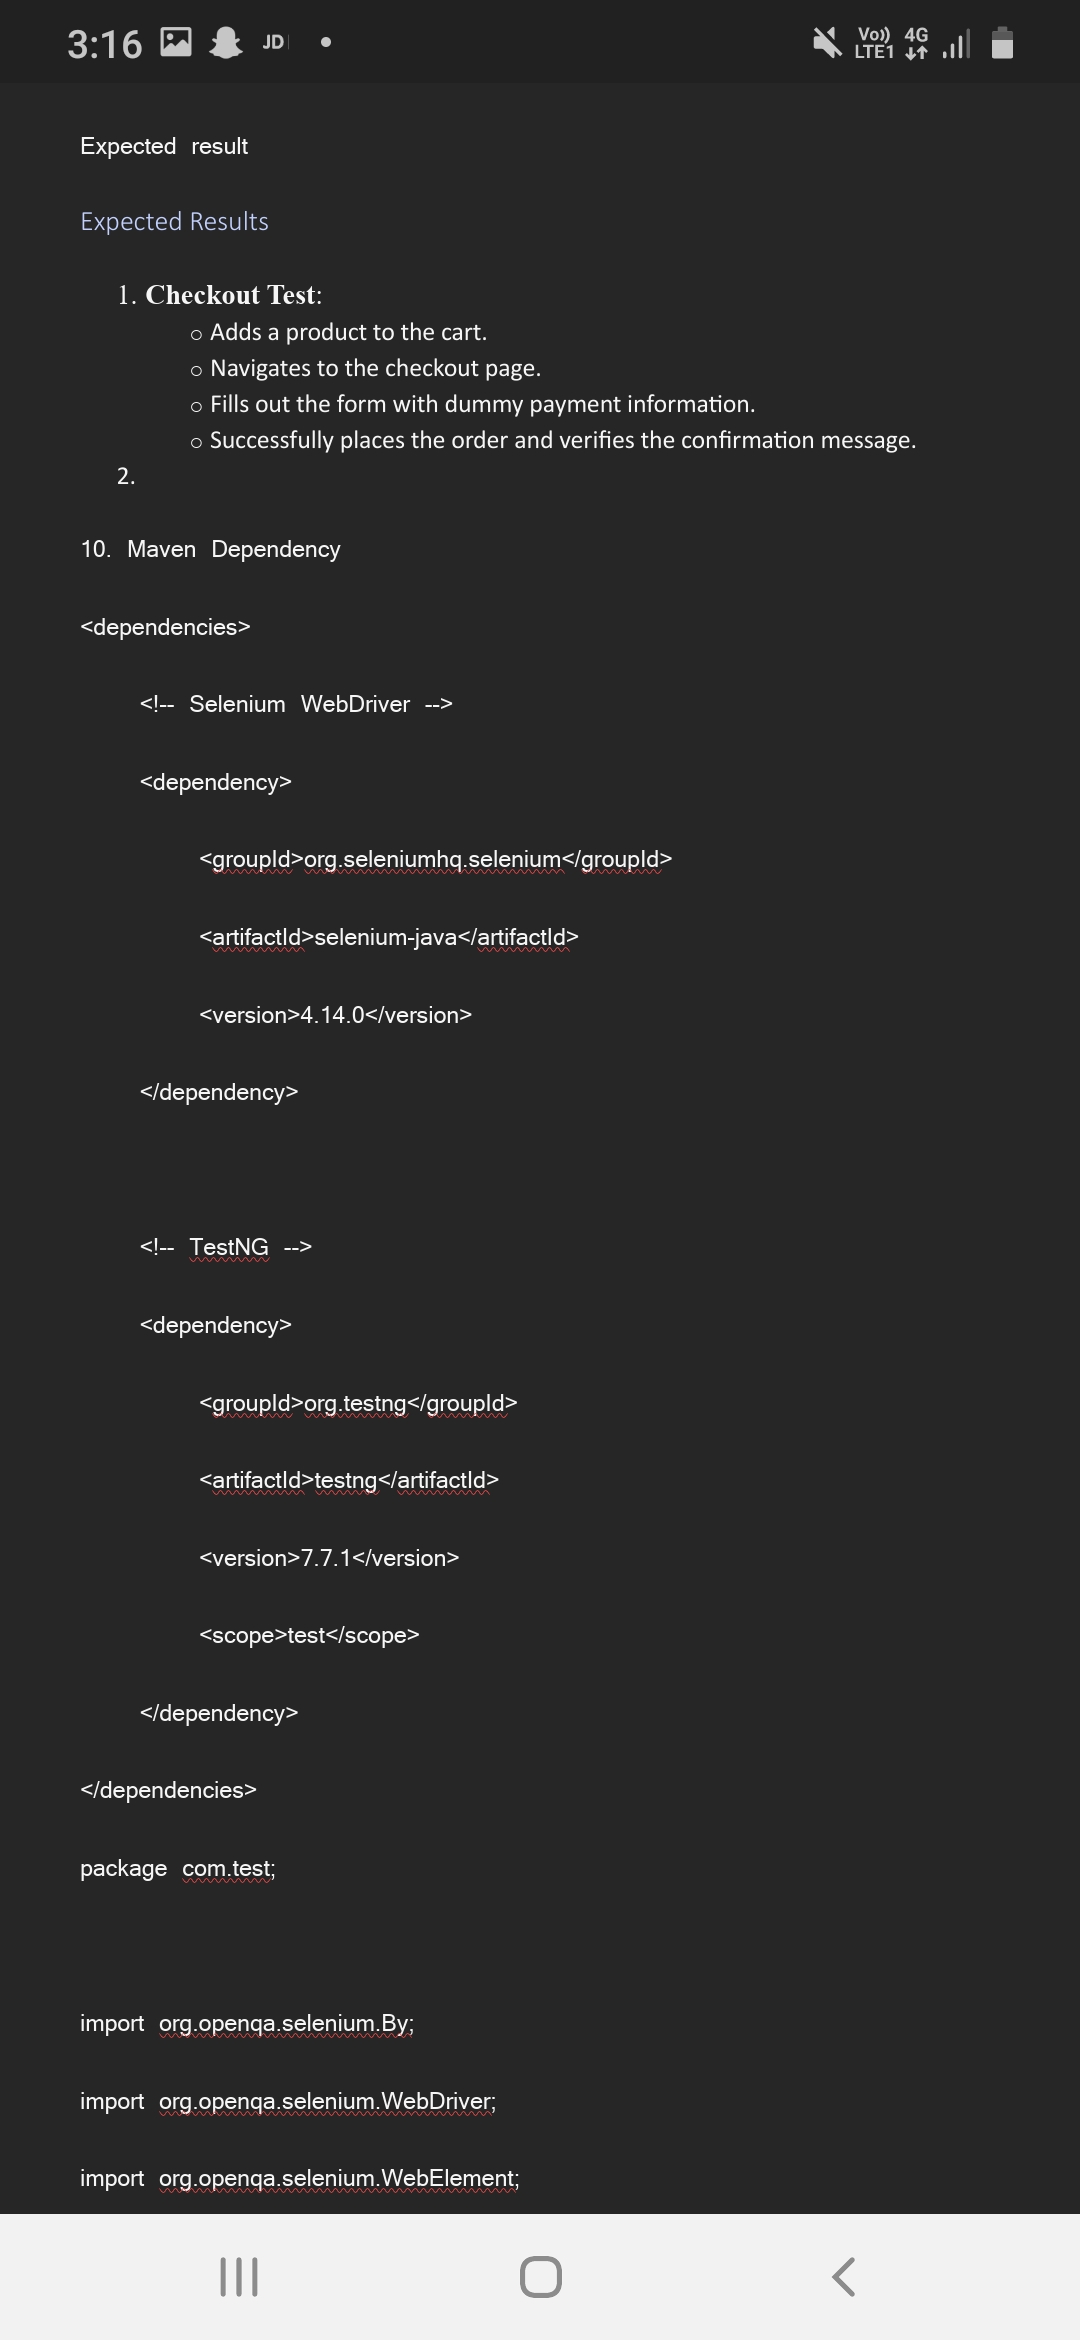 3:16 JD
Vo)) 4G
LTE1
Expected result
Expected Results
1. Checkout Test:
○ Adds a product to the cart.
○ Navigates to the checkout page.
○ Fills out the form with dummy payment information.
○ Successfully places the order and verifies the confirmation message.
2.
10. Maven Dependency
<dependencies>
<!-- Selenium WebDriver -->
<dependency>
<groupId>org.seleniumhq.selenium</groupId>
<artifactId>selenium-java</artifactId>
<version>4.14.0</version>
</dependency>
<!-- TestNG -->
<dependency>
<groupId>org.testng</groupId>
<artifactId>testng</artifactId>
<version>7.7.1</version>
<scope>test</scope>
</dependency>
</dependencies>
package com.test;
import org.openqa.selenium.By;
import org.openqa.selenium.WebDriver;
import org.openqa.selenium.WebElement;